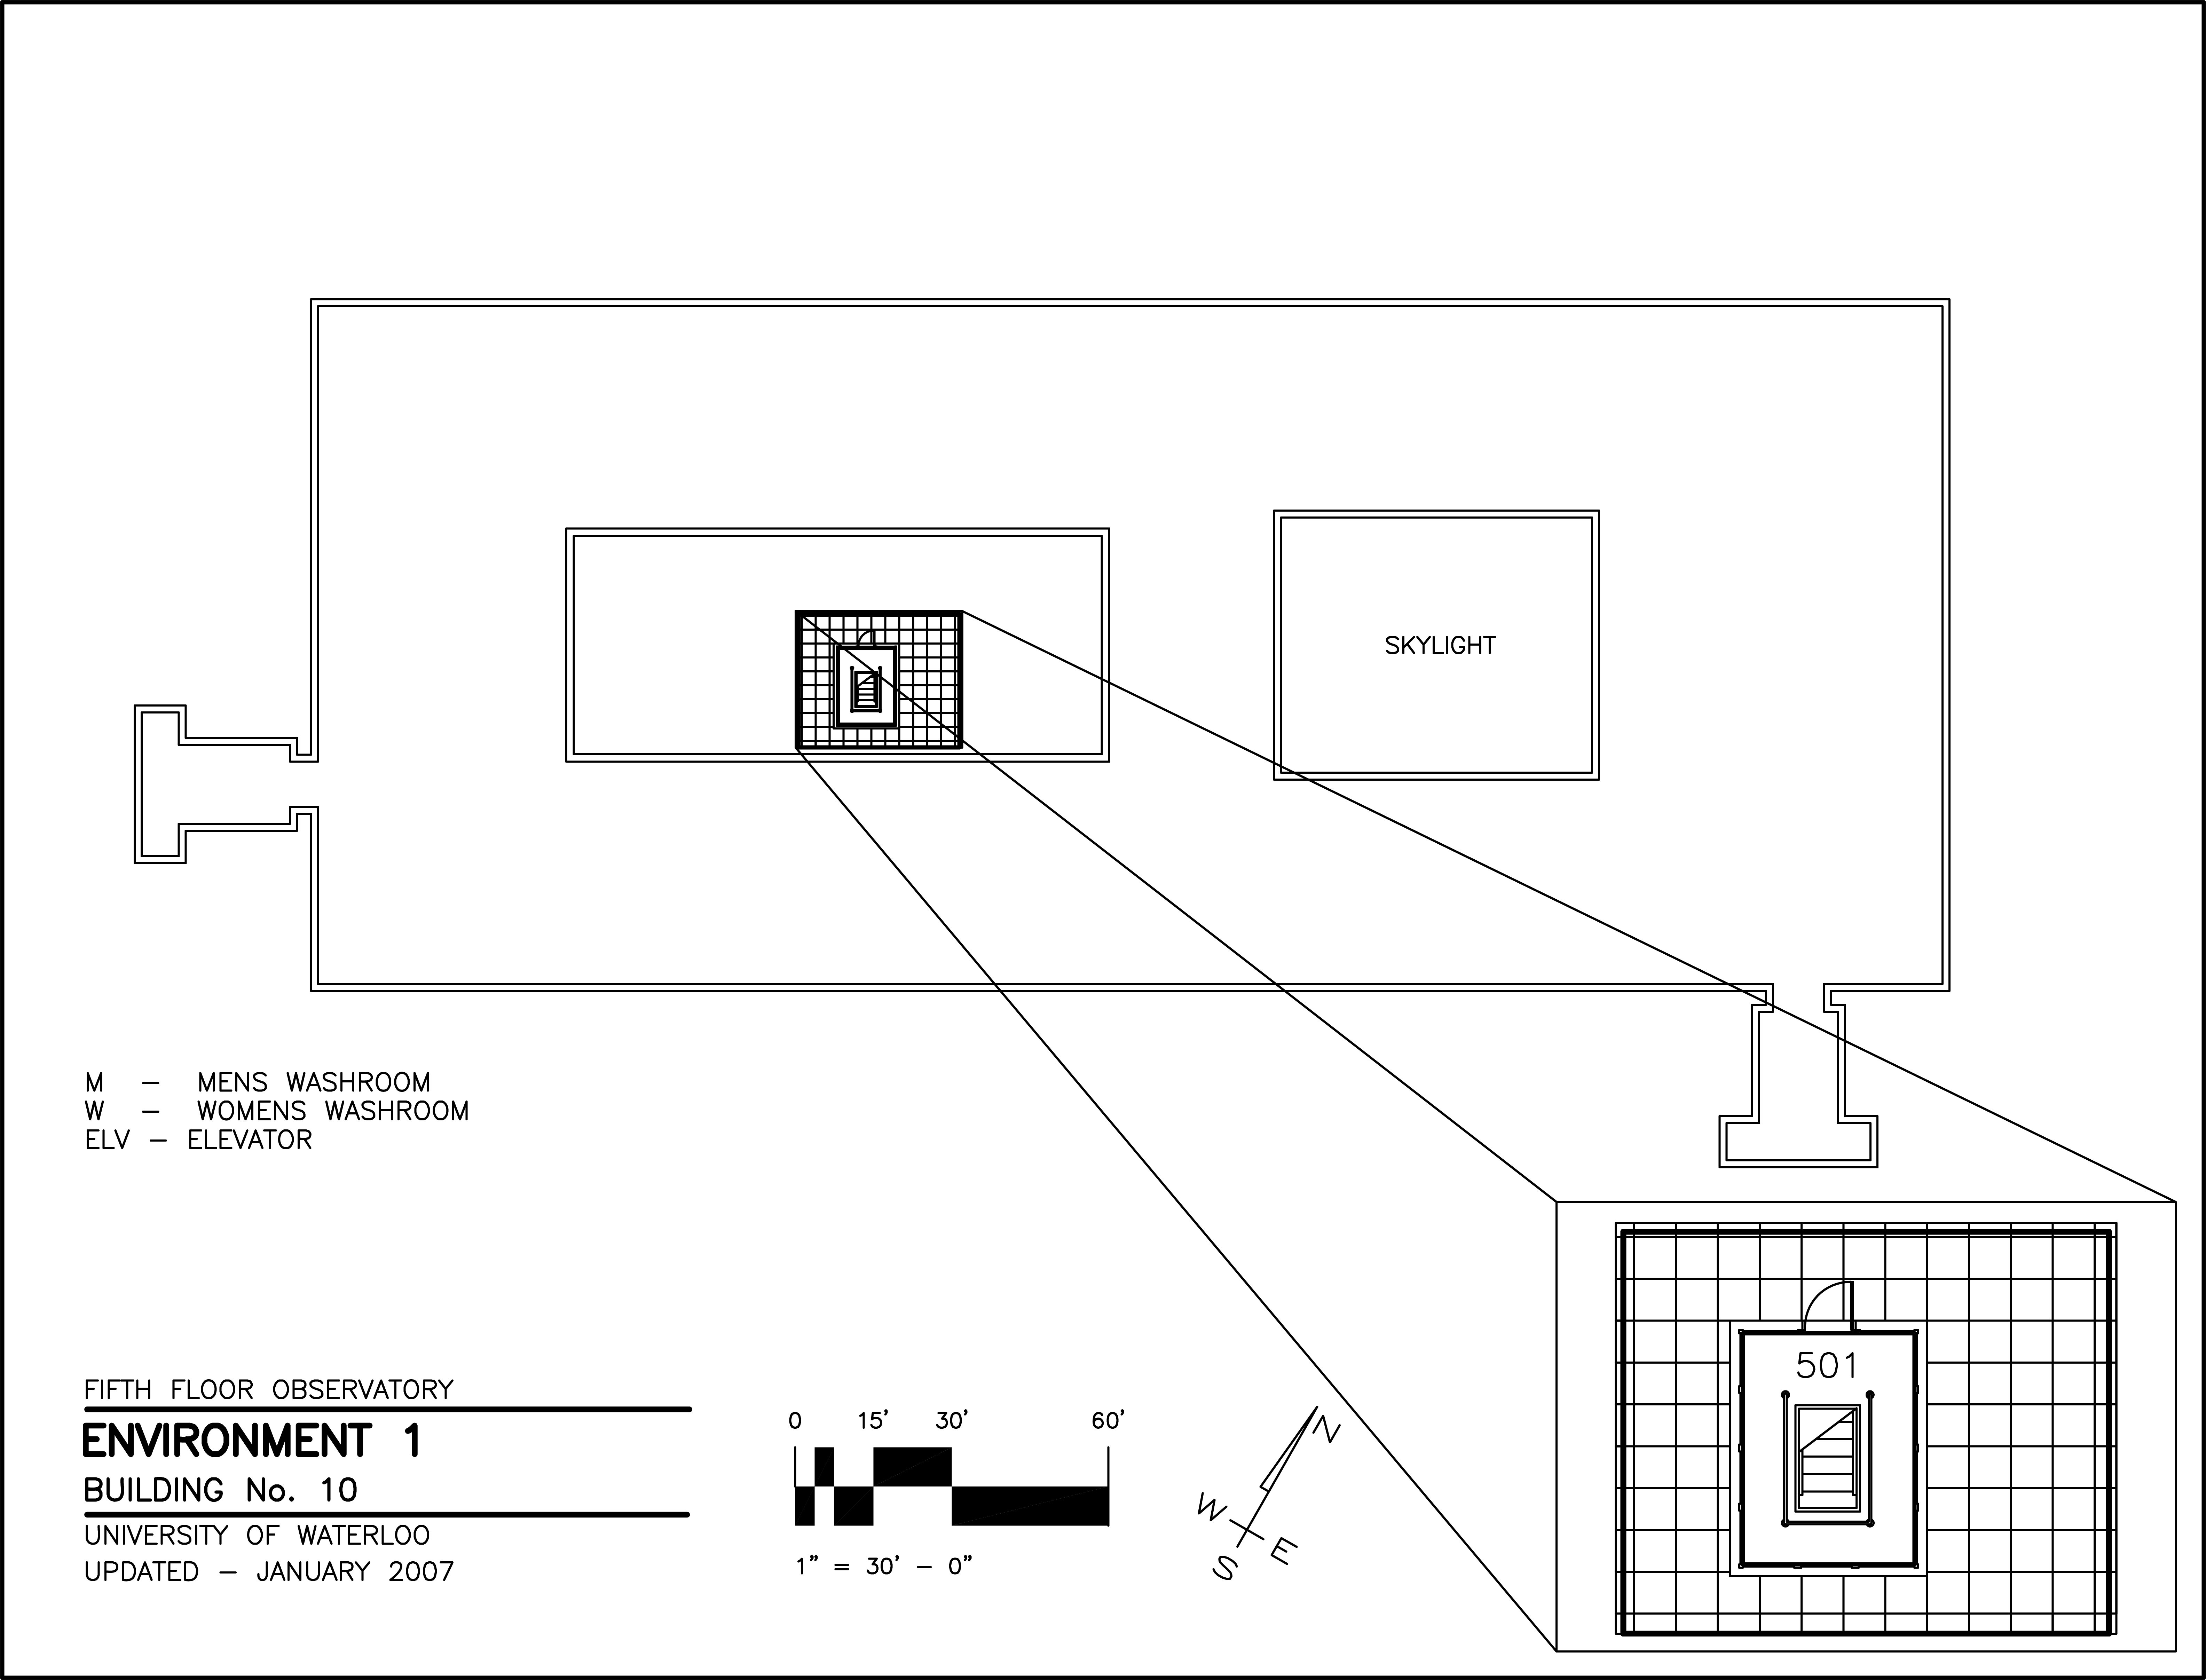 SKYLIGHT
M – MENS WASHROOM
W – WOMENS WASHROOM
ELV – ELEVATOR
501
FIFTH FLOOR OBSERVATORY
ENVIRONMENT 1
BUILDING No. 10
UNIVERSITY OF WATERLOO
UPDATED – JANUARY 2007
0 15' 30' 60'
1" = 30' – 0"
N
W
E
S